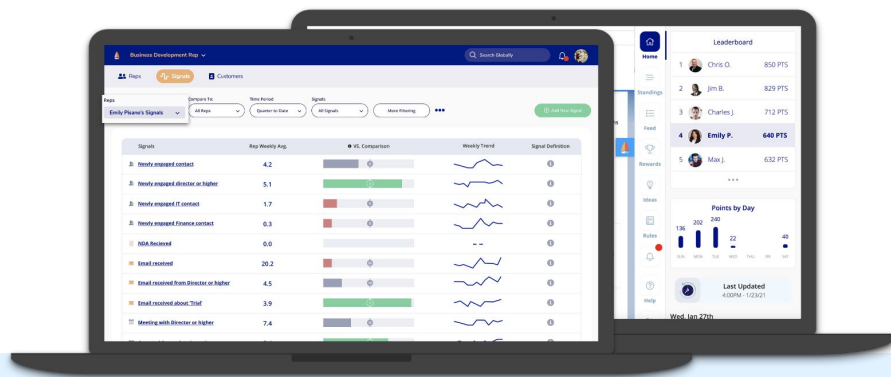 Business Development Rep
Search Globally
Reps
Signals
Customers
Reps
Compare To:
Time Period
Signals
Emily Pisano's Signals
All Reps
Quarter to Date
All Signals
More Filtering
Add New Signal
Signals
Rep Weekly Avg.
VS. Comparison
Weekly Trend
Signal Definition
Newly engaged contact
4.2
Newly engaged director or higher
5.1
Newly engaged IT contact
1.7
Newly engaged Finance contact
0.3
NDA Recieved
0.0
Email received
20.2
Email received from Director or higher
4.5
Email received about 'Trial'
3.9
Meeting with Director or higher
7.4
Home
Standings
Feed
Rewards
Ideas
Rules
Help
Leaderboard
1 Chris O. 850 PTS
2 Jim B. 829 PTS
3 Charles J. 712 PTS
4 Emily P. 640 PTS
5 Max J. 632 PTS
Points by Day
136 202 240 22 40
SUN MON TUE WED THU FRI SAT
Last Updated
4:00PM - 1/23/21
Wed. Jan 27th